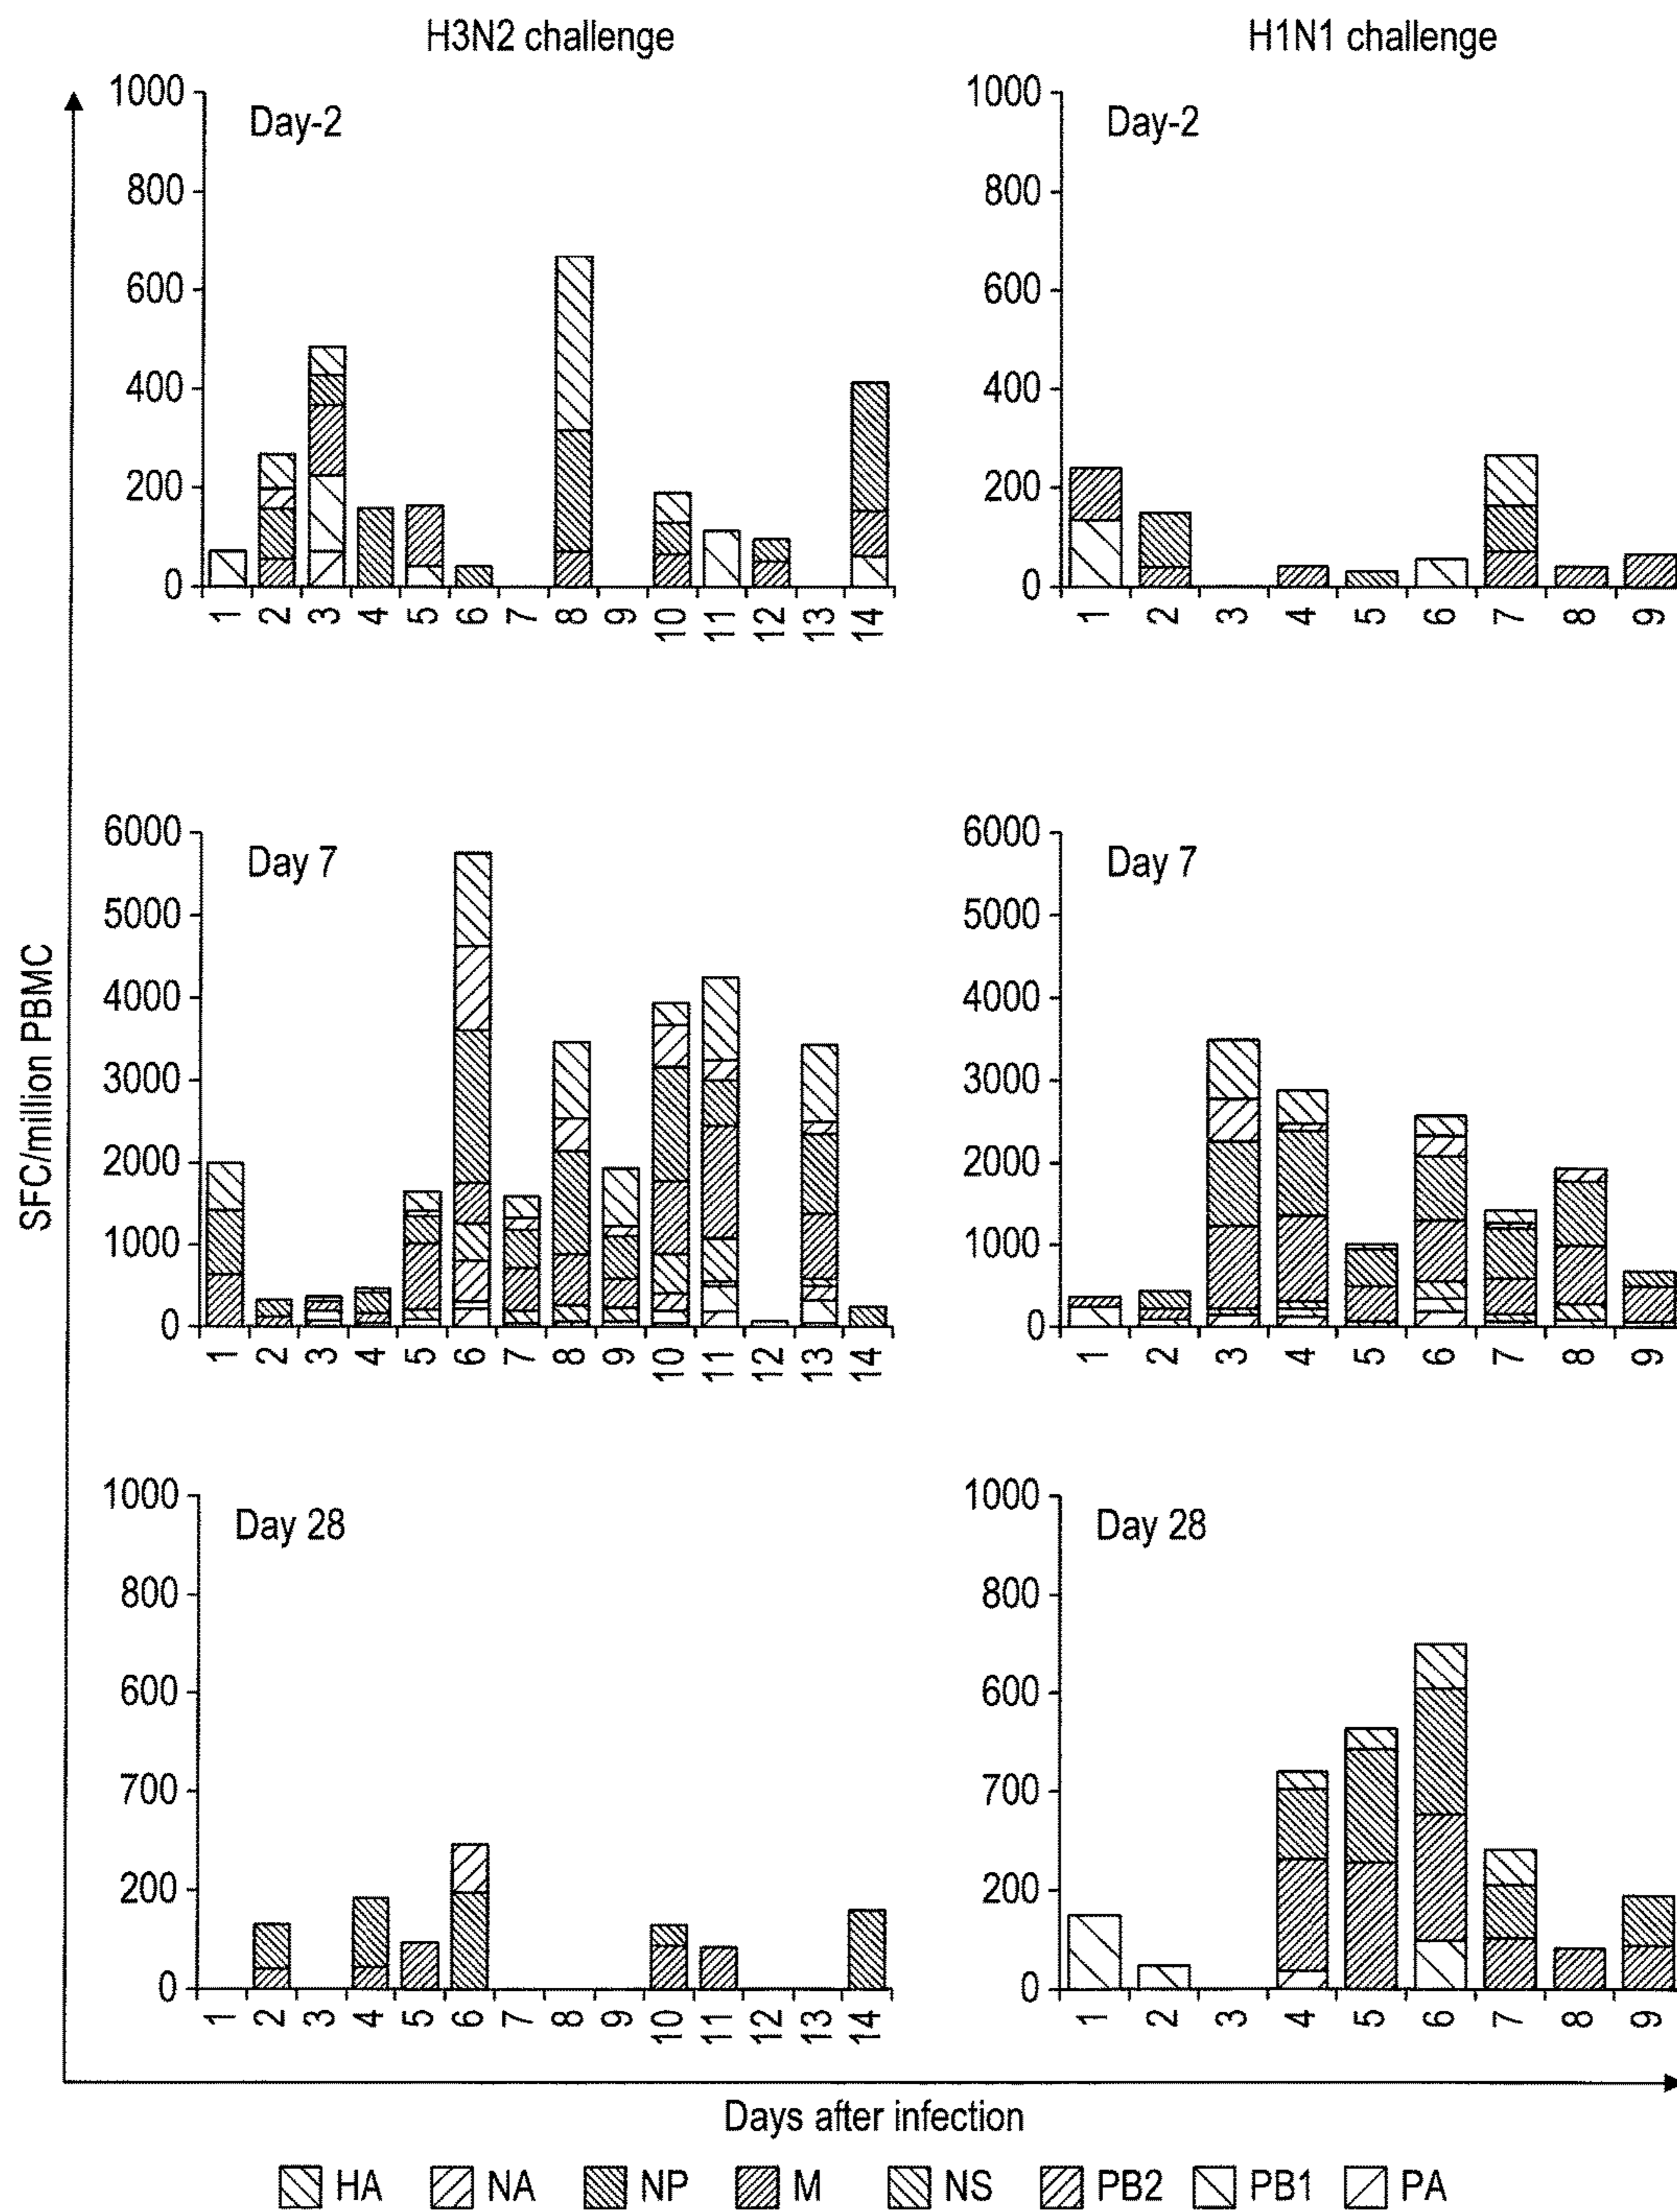 H3N2 challenge
H1N1 challenge
SFC/million PBMC
Day-2
1000
800
600
400
200
0
1 2 3 4 5 6 7 8 9 10 11 12 13 14
Day-2
1000
800
600
400
200
0
1 2 3 4 5 6 7 8 9
Day 7
6000
5000
4000
3000
2000
1000
0
1 2 3 4 5 6 7 8 9 10 11 12 13 14
Day 7
6000
5000
4000
3000
2000
1000
0
1 2 3 4 5 6 7 8 9
Day 28
1000
800
600
700
200
0
1 2 3 4 5 6 7 8 9 10 11 12 13 14
Day 28
1000
800
600
700
200
0
1 2 3 4 5 6 7 8 9
Days after infection
HA NA NP M NS PB2 PB1 PA